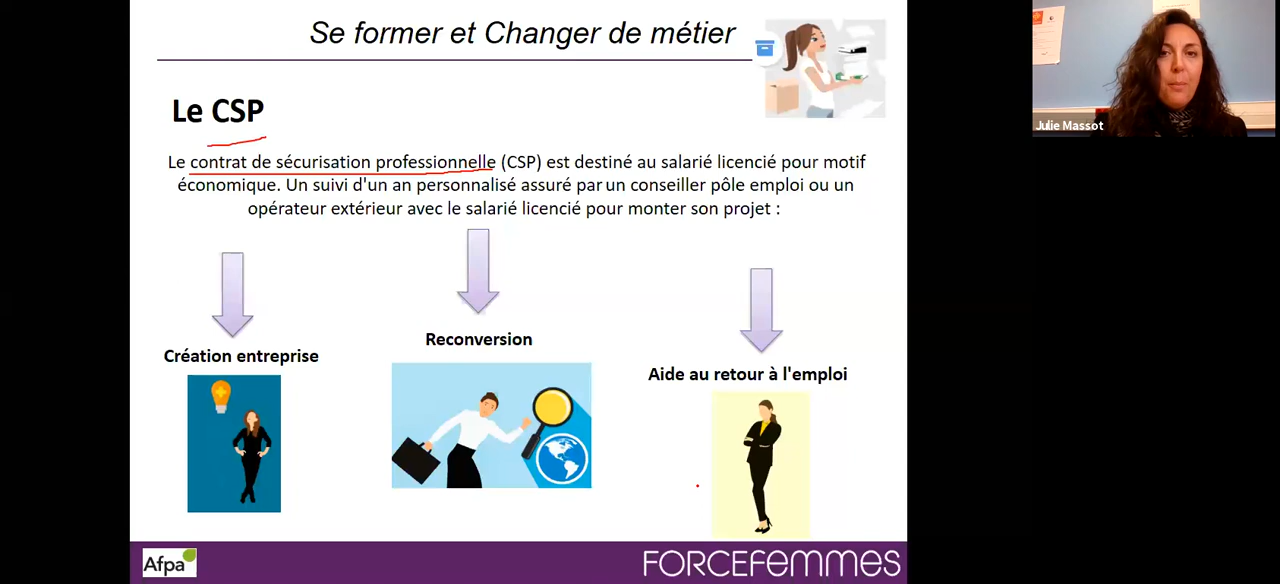 Se former et Changer de métier
Julie Massot
Le CSP
Le contrat de sécurisation professionnelle (CSP) est destiné au salarié licencié pour motif
économique. Un suivi d'un an personnalisé assuré par un conseiller pôle emploi ou un
opérateur extérieur avec le salarié licencié pour monter son projet :
Création entreprise
Reconversion
Aide au retour à l'emploi
Afpa
FORCEFEMMES